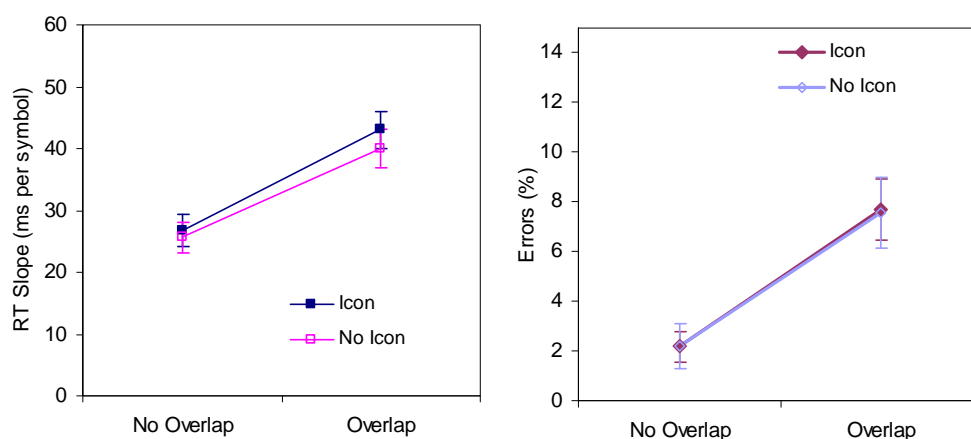 60
50
40
30
20
10
0
RT Slope (ms per symbol)
Icon
No Icon
No Overlap
Overlap
14
12
10
8
6
4
2
0
Errors (%)
Icon
No Icon
No Overlap
Overlap